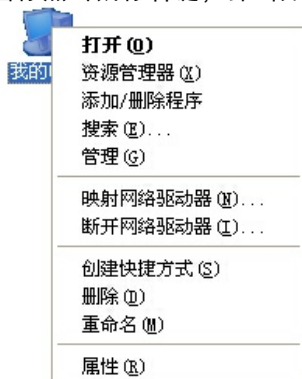 我的
打开(O)
资源管理器(X)
添加/删除程序
搜索(E)...
管理(G)
映射网络驱动器(N)...
断开网络驱动器(I)...
创建快捷方式(S)
删除(D)
重命名(M)
属性(R)